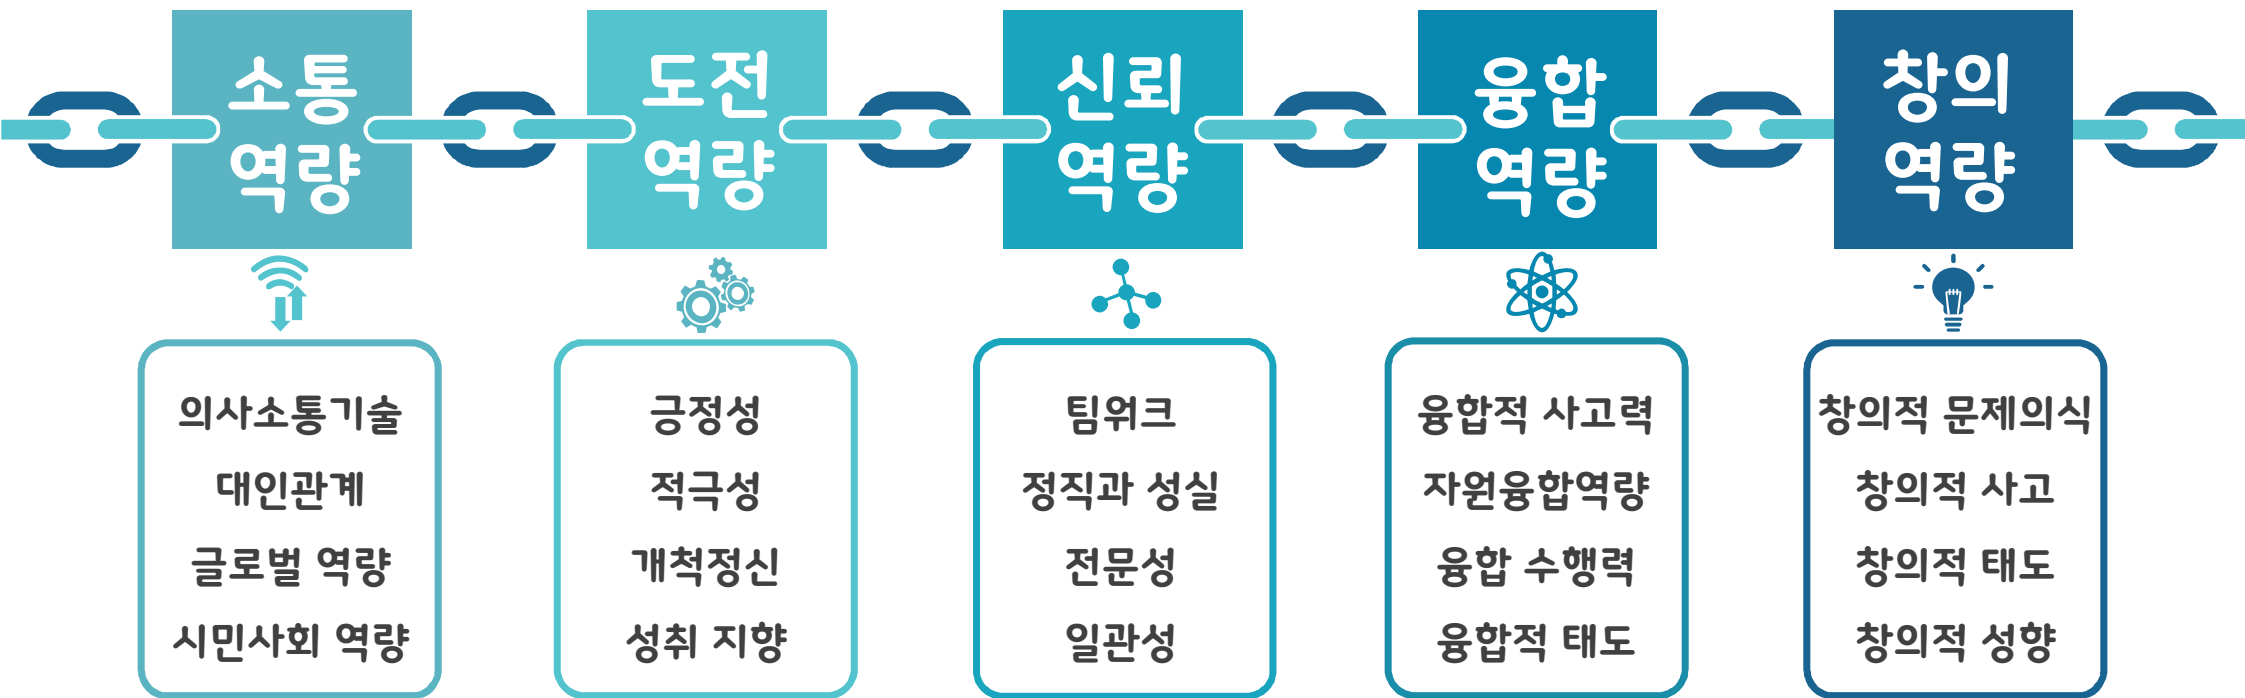 소통
역량
도전
역량
신뢰
역량
융합
역량
창의
역량
의사소통기술
대인관계
글로벌 역량
시민사회 역량
긍정성
적극성
개척정신
성취 지향
팀워크
정직과 성실
전문성
일관성
융합적 사고력
자원융합역량
융합 수행력
융합적 태도
창의적 문제의식
창의적 사고
창의적 태도
창의적 성향